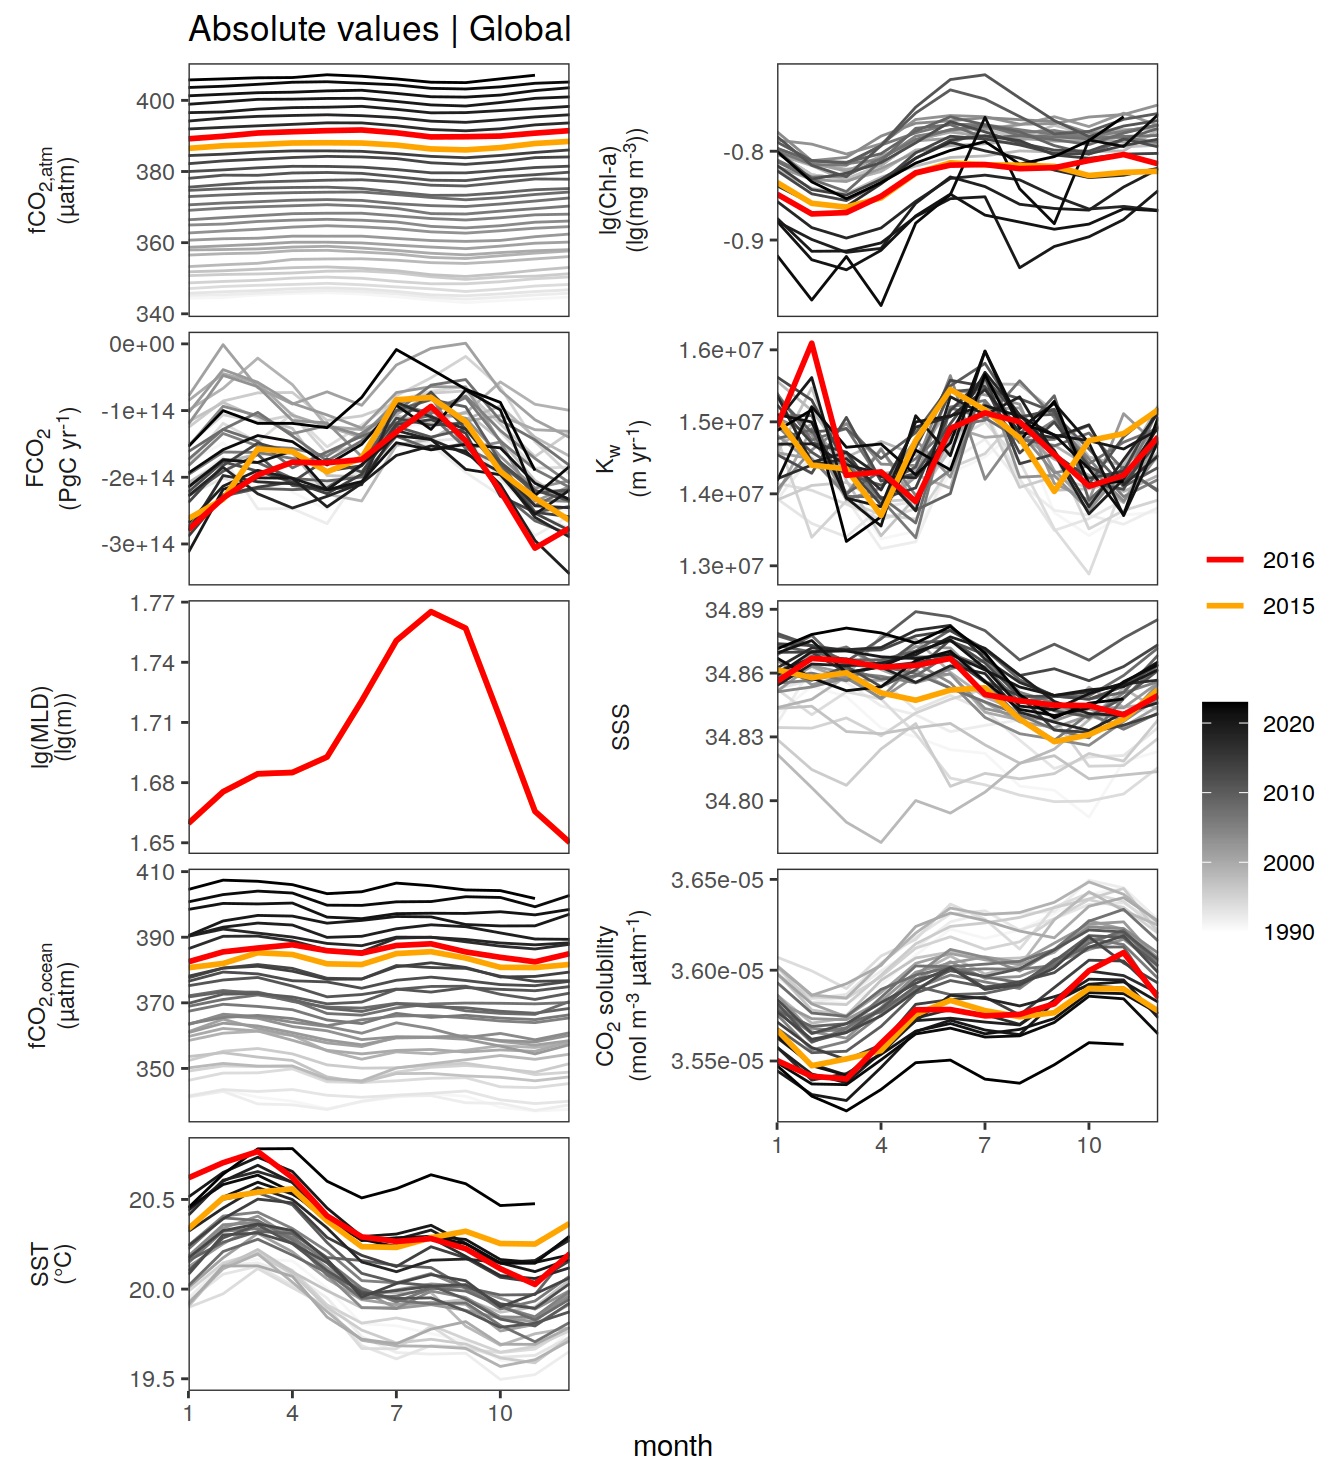 Absolute values | Global
fCO2,atm
(µatm)
400
380
360
340
lg(Chl-a)
(lg(mg m-3))
-0.8
-0.9
FCO2
(PgC yr-1)
0e+00
-1e+14
-2e+14
-3e+14
Kw
(m yr-1)
1.6e+07
1.5e+07
1.4e+07
1.3e+07
lg(MLD)
(lg(m))
1.77
1.74
1.71
1.68
1.65
SSS
34.89
34.86
34.83
34.80
fCO2,ocean
(µatm)
410
390
370
350
CO2 solubility
(mol m-3 µatm-1)
3.65e-05
3.60e-05
3.55e-05
1 4 7 10
SST
(°C)
20.5
20.0
19.5
1 4 7 10
month
2016
2015
2020
2010
2000
1990